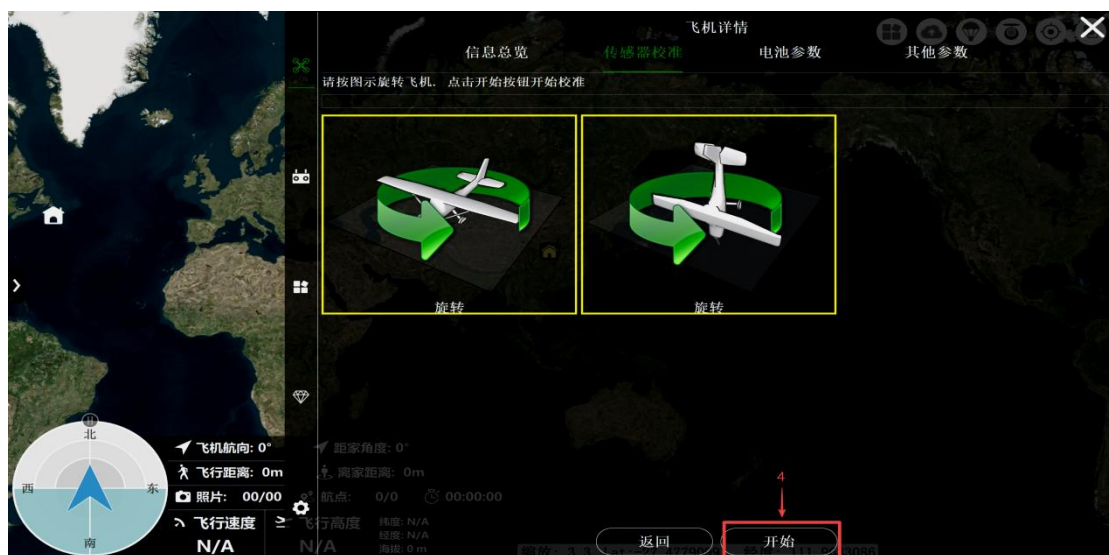 飞机详情
信息总览 传感器校准 电池参数 其他参数
请按图示旋转飞机. 点击开始按钮开始校准
旋转 旋转
北
西 东
南
飞机航向: 0° 距家角度: 0°
飞行距离: 0m 离家距离: 0m
照片: 00/00 航点: 0/0 00:00:00
飞行速度 飞行高度 纬度: N/A
经度: N/A
N/A N/A 海拔: 0 m
4
返回 开始